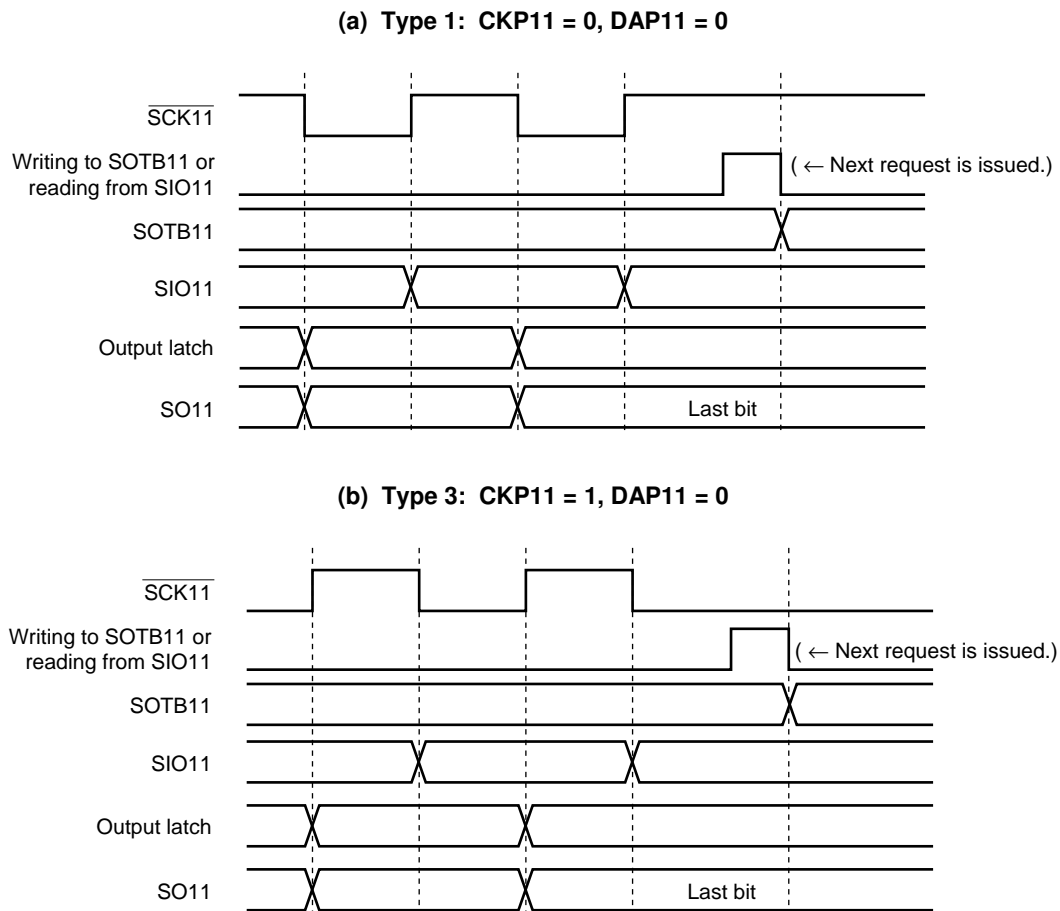 (a) Type 1: CKP11 = 0, DAP11 = 0
SCK11
Writing to SOTB11 or
reading from SIO11
( ← Next request is issued.)
SOTB11
SIO11
Output latch
SO11
Last bit
(b) Type 3: CKP11 = 1, DAP11 = 0
SCK11
Writing to SOTB11 or
reading from SIO11
( ← Next request is issued.)
SOTB11
SIO11
Output latch
SO11
Last bit